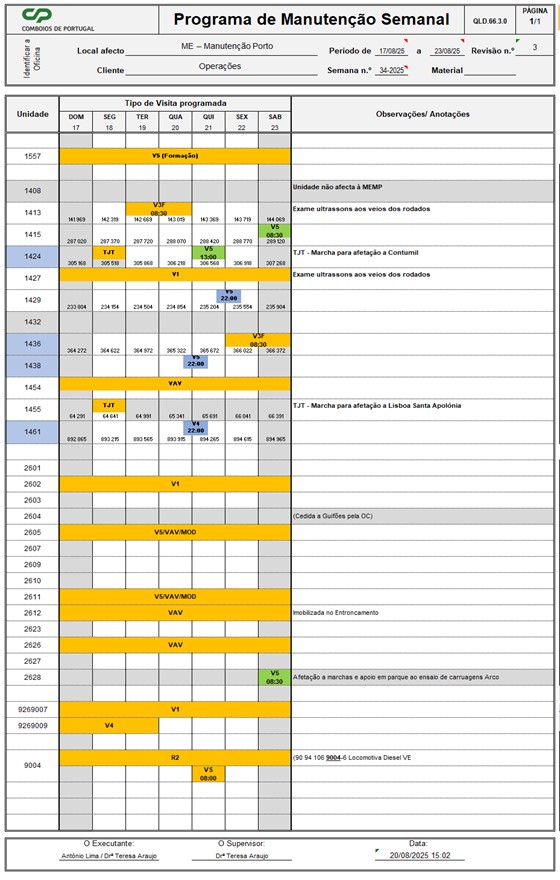 CP
COMBOIOS DE PORTUGAL
Programa de Manutenção Semanal
QLD.66.3.0
PÁGINA
1/1
Identificar a Oficina
Local afecto ME – Manutenção Porto Período de 17/08/25 a 23/08/25 Revisão n.º 3
Cliente Operações Semana n.º 34-2025 Material
Unidade Tipo de Visita programada Observações/ Anotações
DOM SEG TER QUA QUI SEX SAB
17 18 19 20 21 22 23
1557 V5 (Formação)
1408 Unidade não afecta à MEMP
1413 V3F 08:30 Exame ultrassons aos veios dos rodados
141 969 142 319 142 669 143 019 143 369 143 719 144 069
1415 V5 08:30
287 020 287 370 287 720 288 070 288 420 288 770 289 120
1424 TJT V5 13:00 TJT - Marcha para afetação a Contumil
305 168 305 518 305 868 306 218 306 568 306 918 307 268
1427 V1 Exame ultrassons aos veios dos rodados
1429 V5 22:00
233 804 234 154 234 504 234 854 235 204 235 554 235 904
1432
1436 V3F 08:30
364 272 364 622 364 972 365 322 365 672 366 022 366 372
1438 V5 22:00
1454 VAV
1455 TJT TJT - Marcha para afetação a Lisboa Santa Apolónia
64 291 64 641 64 991 65 341 65 691 66 041 66 391
1461 V4 22:00
892 865 893 215 893 565 893 915 894 265 894 615 894 965
2601
2602 V1
2603
2604 (Cedida a Guifões pela OC)
2605 V5/VAV/MOD
2607
2609
2610
2611 V5/VAV/MOD
2612 VAV Imobilizada no Entroncamento
2623
2626 VAV
2627
2628 V5 08:30 Afetação a marchas e apoio em parque ao ensaio de carruagens Arco
9269007 V1
9269009 V4
9004 R2 (90 94 106 9004-6 Locomotiva Diesel VE
V5 08:00
O Executante: O Supervisor: Data:
António Lima / Drª Teresa Araujo Drª Teresa Araujo 20/08/2025 15:02